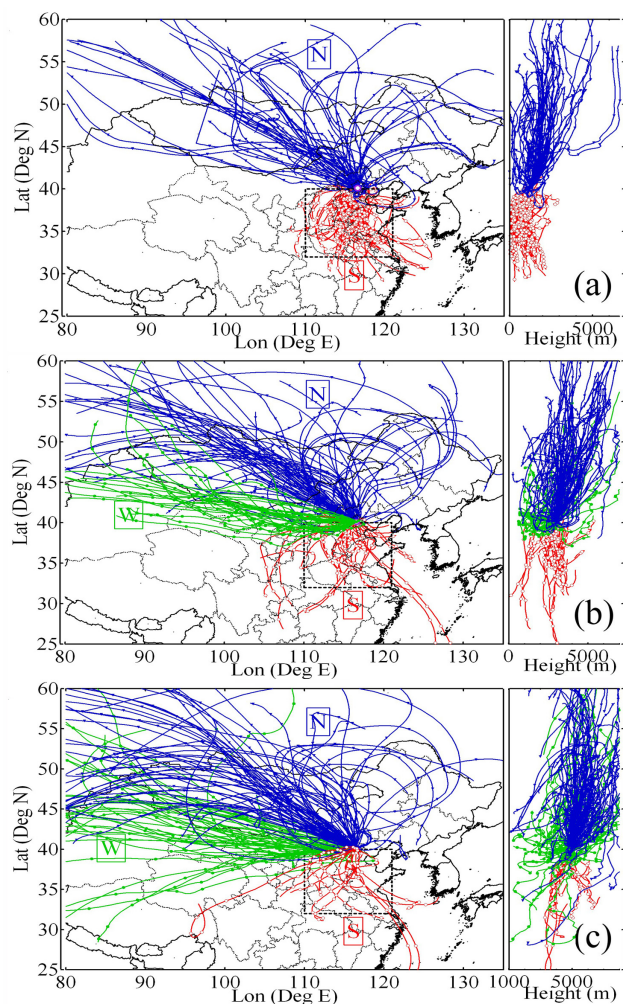 60
55
N
50
45
40
35
30
S
25
80 90 100 110 120 130 0 5000
Lat (Deg N)
Lon (Deg E) Height (m)
(a)
60
55
N
50
45
40
W
35
30
S
25
80 90 100 110 120 130 0 5000
Lat (Deg N)
Lon (Deg E) Height (m)
(b)
60
55
N
50
45
40
W
35
30
S
25
80 90 100 110 120 130 1000 5000
Lat (Deg N)
Lon (Deg E) Height (m)
(c)